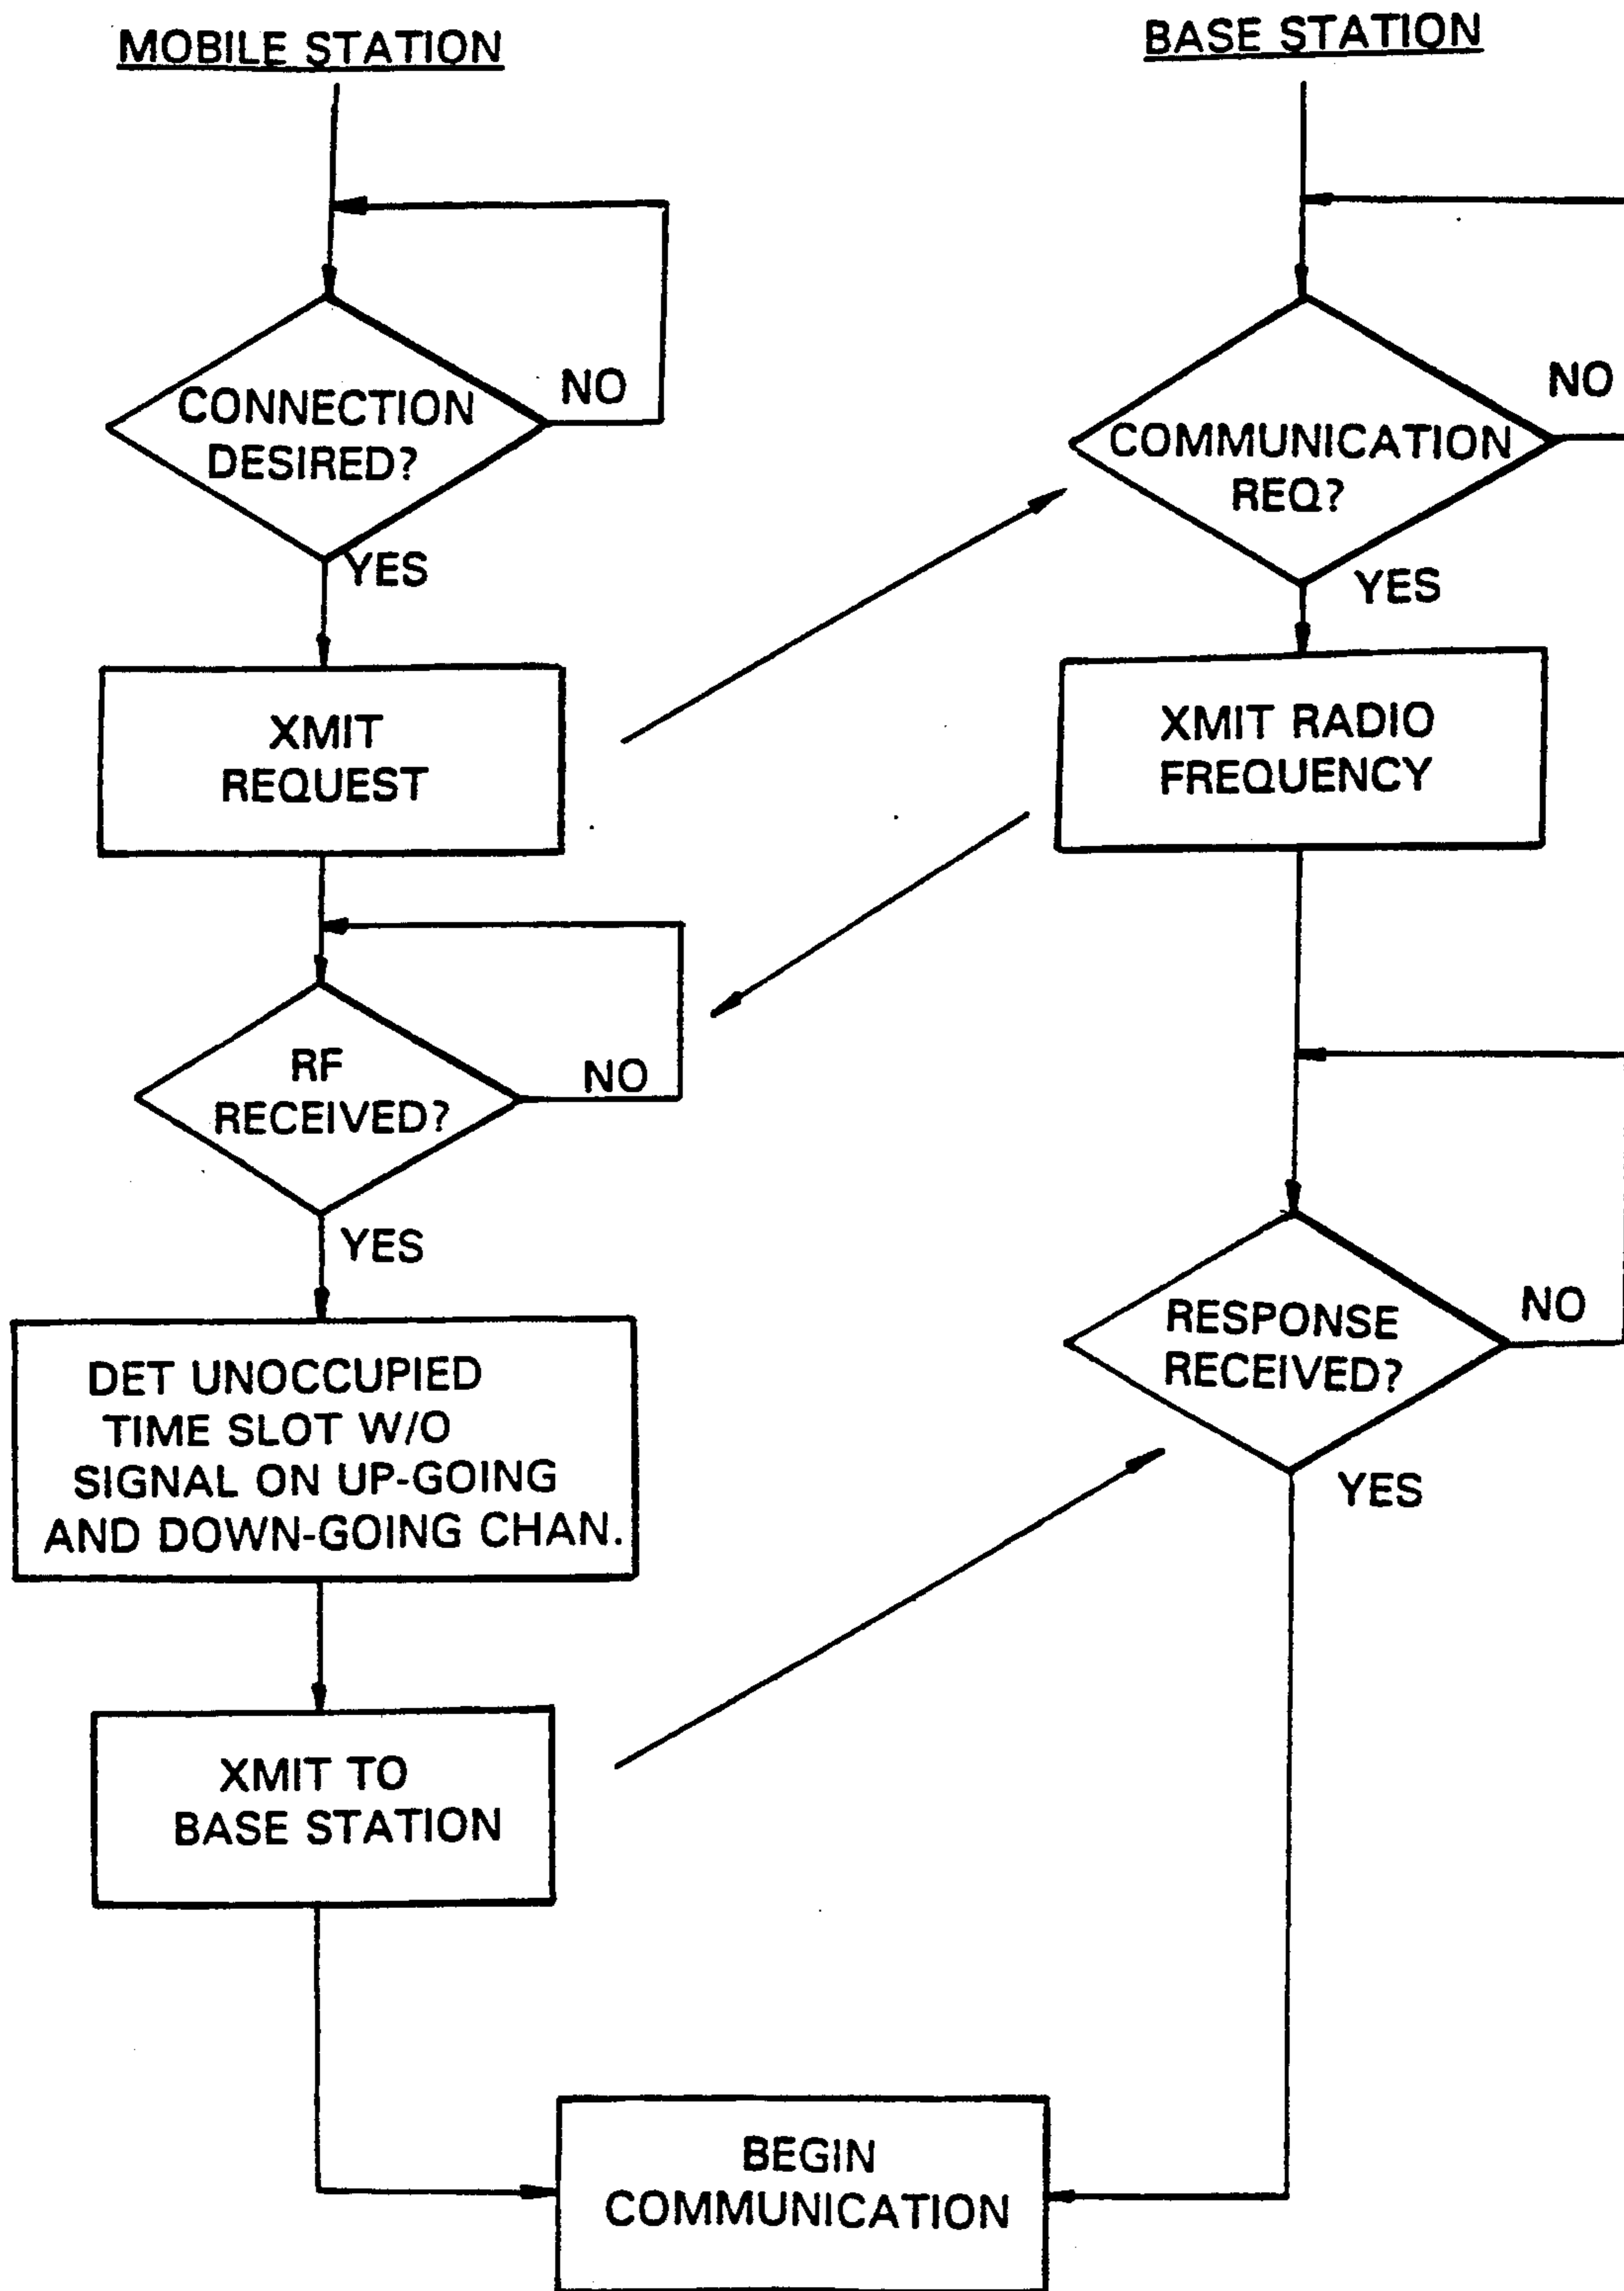 MOBILE STATION
CONNECTION
DESIRED?
NO
YES
XMIT
REQUEST
RF
RECEIVED?
NO
YES
DET UNOCCUPIED
TIME SLOT W/O
SIGNAL ON UP-GOING
AND DOWN-GOING CHAN.
XMIT TO
BASE STATION
BASE STATION
COMMUNICATION
REQ?
NO
YES
XMIT RADIO
FREQUENCY
RESPONSE
RECEIVED?
NO
YES
BEGIN
COMMUNICATION